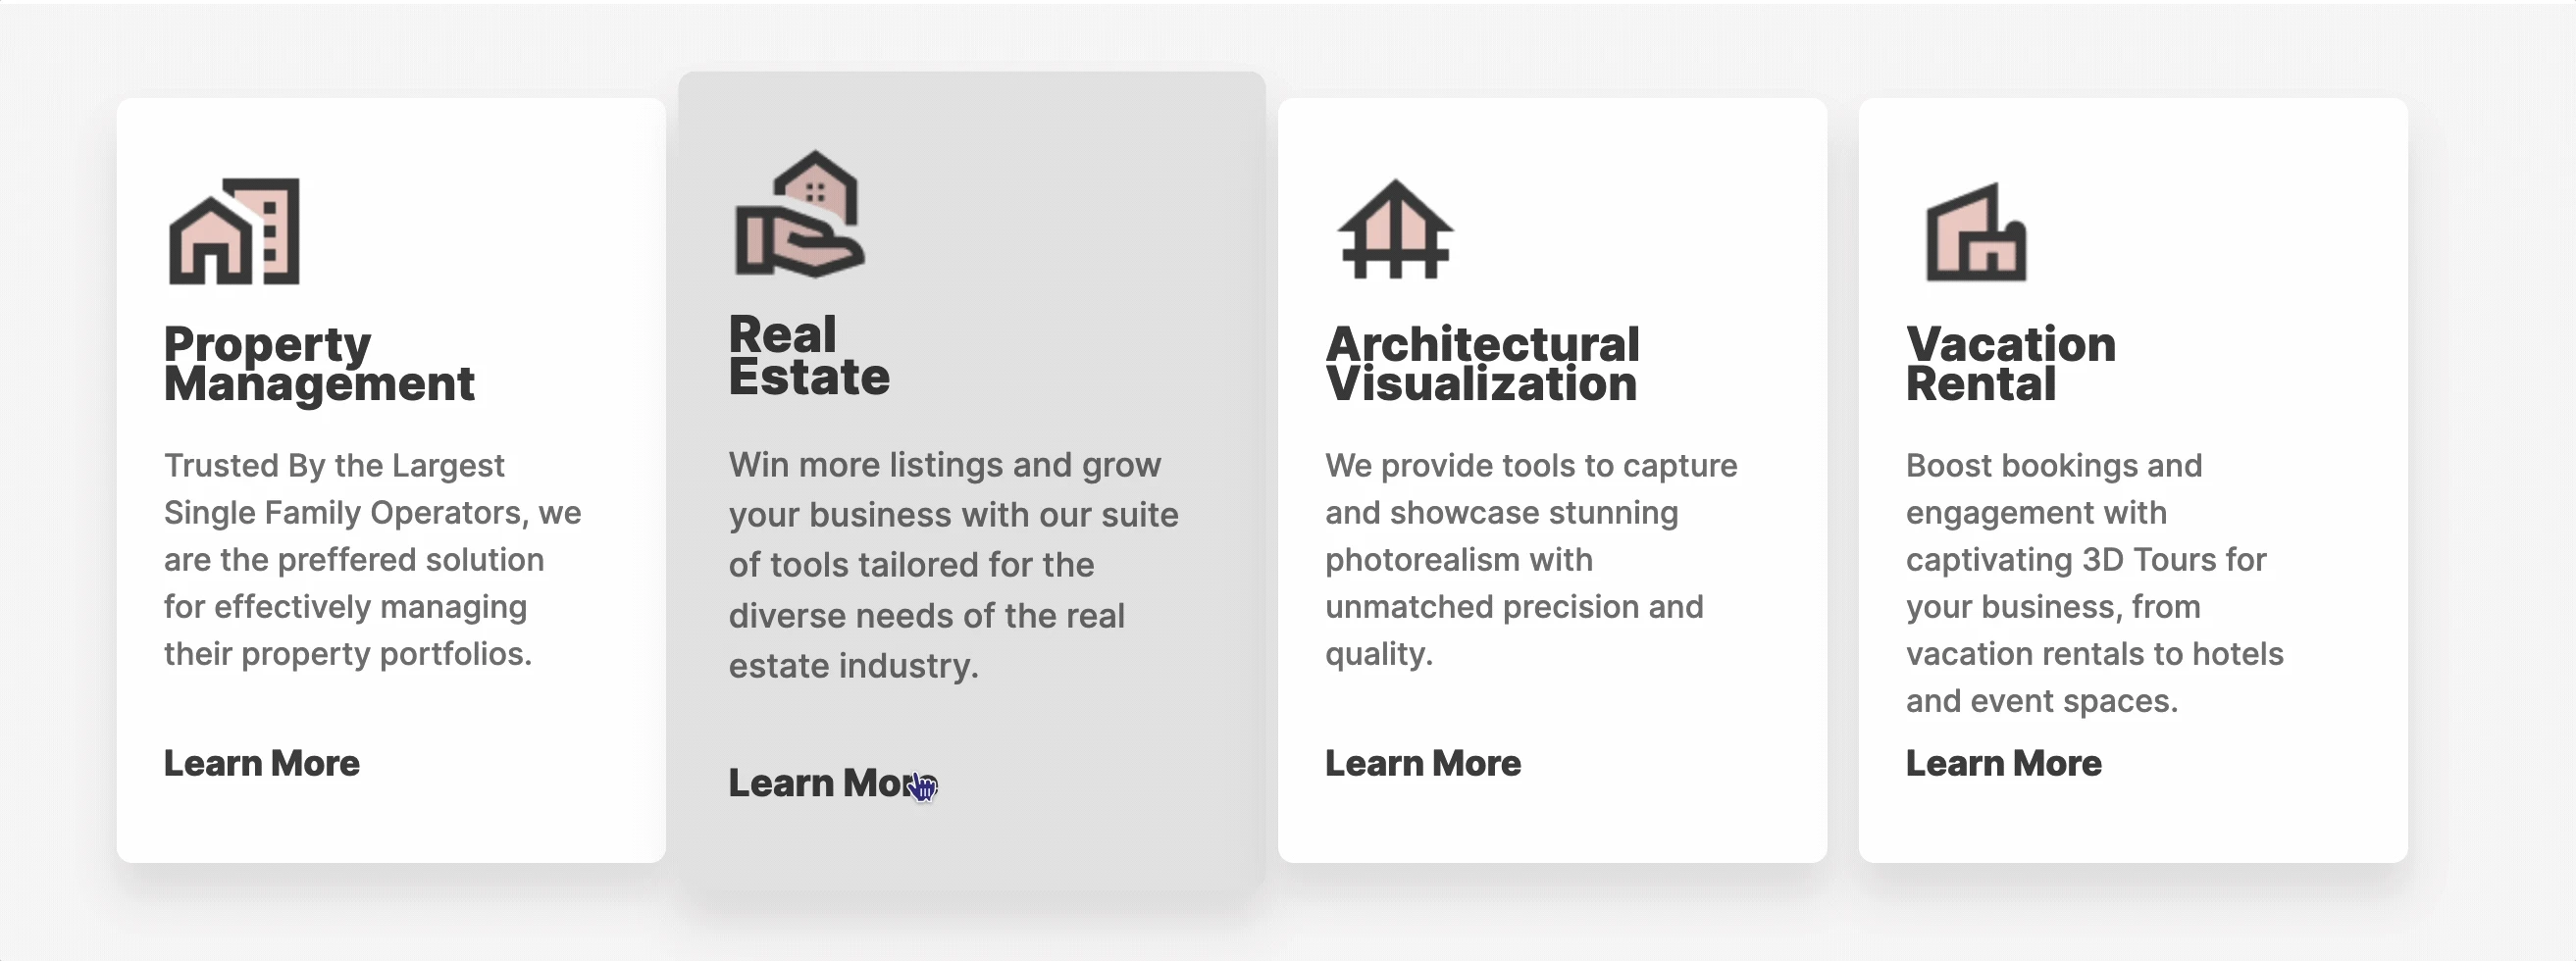 Property
Management
Trusted By the Largest
Single Family Operators, we
are the preffered solution
for effectively managing
their property portfolios.
Learn More
Real
Estate
Win more listings and grow
your business with our suite
of tools tailored for the
diverse needs of the real
estate industry.
Learn More
Architectural
Visualization
We provide tools to capture
and showcase stunning
photorealism with
unmatched precision and
quality.
Learn More
Vacation
Rental
Boost bookings and
engagement with
captivating 3D Tours for
your business, from
vacation rentals to hotels
and event spaces.
Learn More